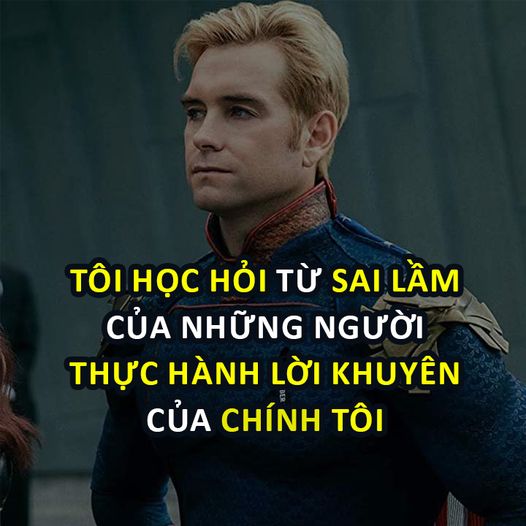 TÔI HỌC HỎI TỪ SAI LẦM
CỦA NHỮNG NGƯỜI
THỰC HÀNH LỜI KHUYÊN
CỦA CHÍNH TÔI